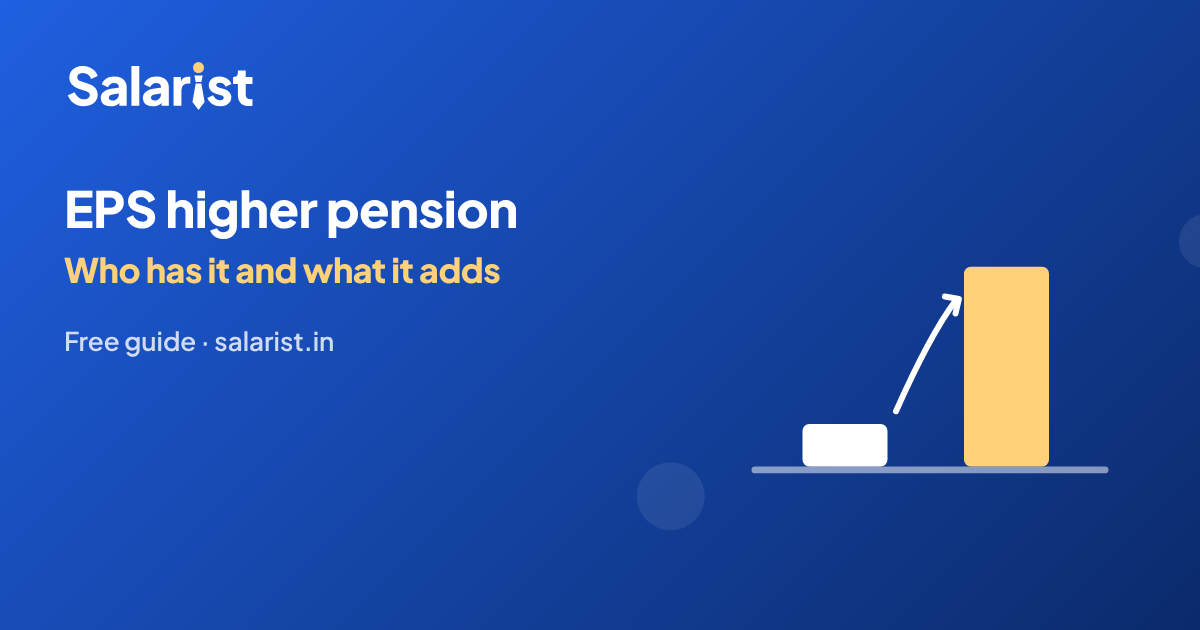 Salarist
EPS higher pension
Who has it and what it adds
Free guide · salarist.in